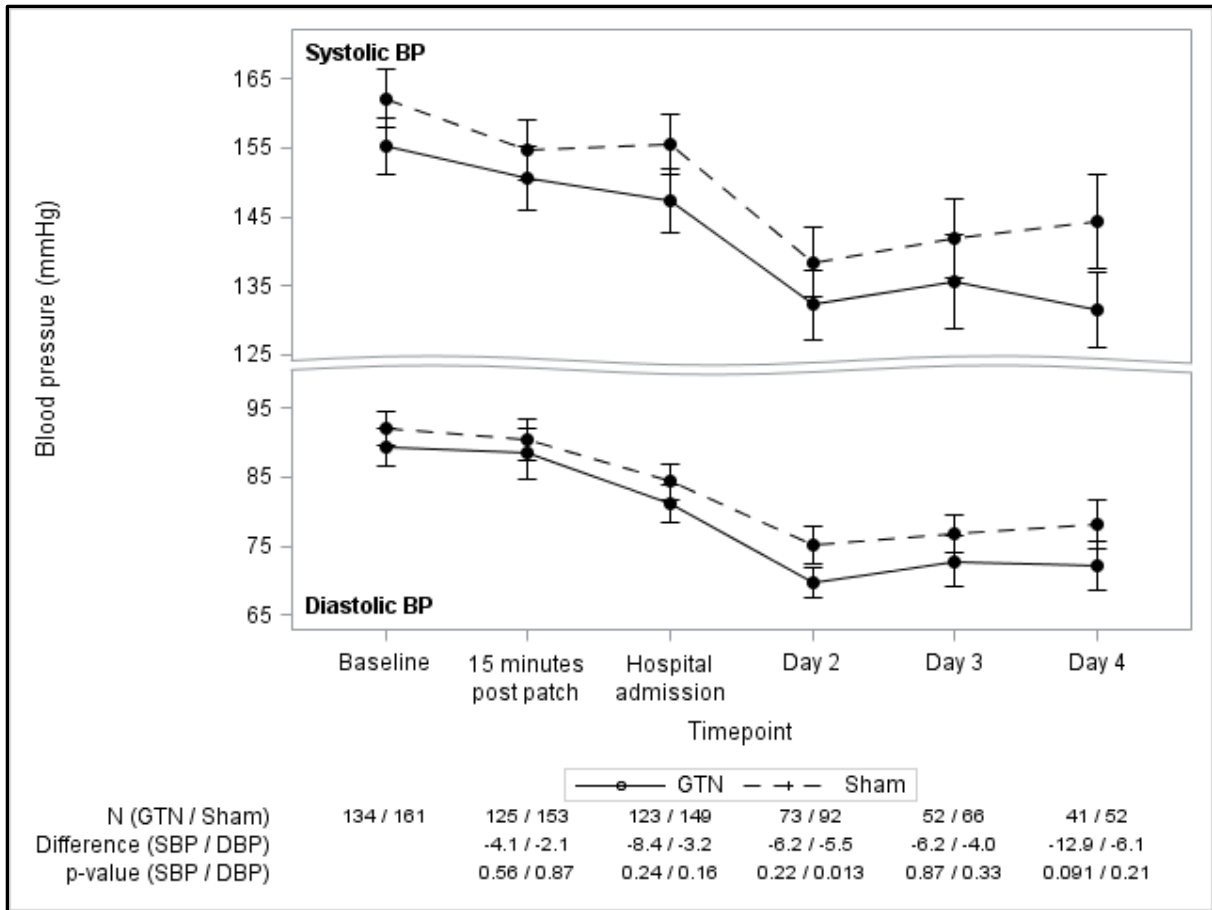 Systolic BP
165
155
145
135
125
Blood pressure (mmHg)
95
85
75
65
Diastolic BP
Baseline 15 minutes post patch Hospital admission Day 2 Day 3 Day 4
Timepoint
GTN Sham
N (GTN / Sham) 134 / 161 125 / 153 123 / 149 73 / 92 52 / 66 41 / 52
Difference (SBP / DBP) -4.1 / -2.1 -8.4 / -3.2 -6.2 / -5.5 -6.2 / -4.0 -12.9 / -6.1
p-value (SBP / DBP) 0.56 / 0.87 0.24 / 0.16 0.22 / 0.013 0.87 / 0.33 0.091 / 0.21